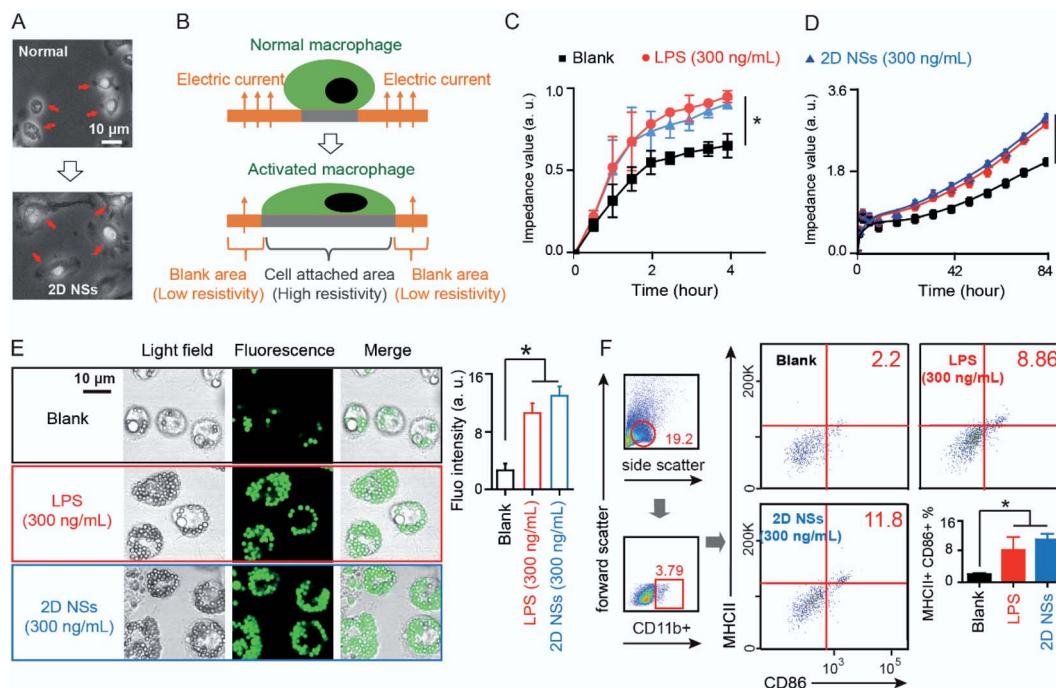 A
Normal
10 μm
2D NSs
B
Normal macrophage
Electric current
Electric current
Activated macrophage
Blank area
(Low resistivity)
Cell attached area
(High resistivity)
Blank area
(Low resistivity)
C
Blank
LPS (300 ng/mL)
2D NSs (300 ng/mL)
Impedance value (a. u.)
1.0
0.5
0.0
0
2
4
Time (hour)
*
D
Impedance value (a. u.)
3.6
1.8
0.0
0
42
84
Time (hour)
E
Light field
Fluorescence
Merge
10 μm
Blank
LPS
(300 ng/mL)
2D NSs
(300 ng/mL)
Fluo intensity (a. u.)
16
8
0
*
Blank
LPS (300 ng/mL)
2D NSs (300 ng/mL)
F
forward scatter
19.2
side scatter
3.79
CD11b+
MHCII
200K
0
Blank
2.2
LPS
(300 ng/mL)
8.86
200K
0
2D NSs
(300 ng/mL)
11.8
10³
10⁵
CD86
MHCII+ CD86+ %
16
8
0
*
Blank
LPS
2D NSs